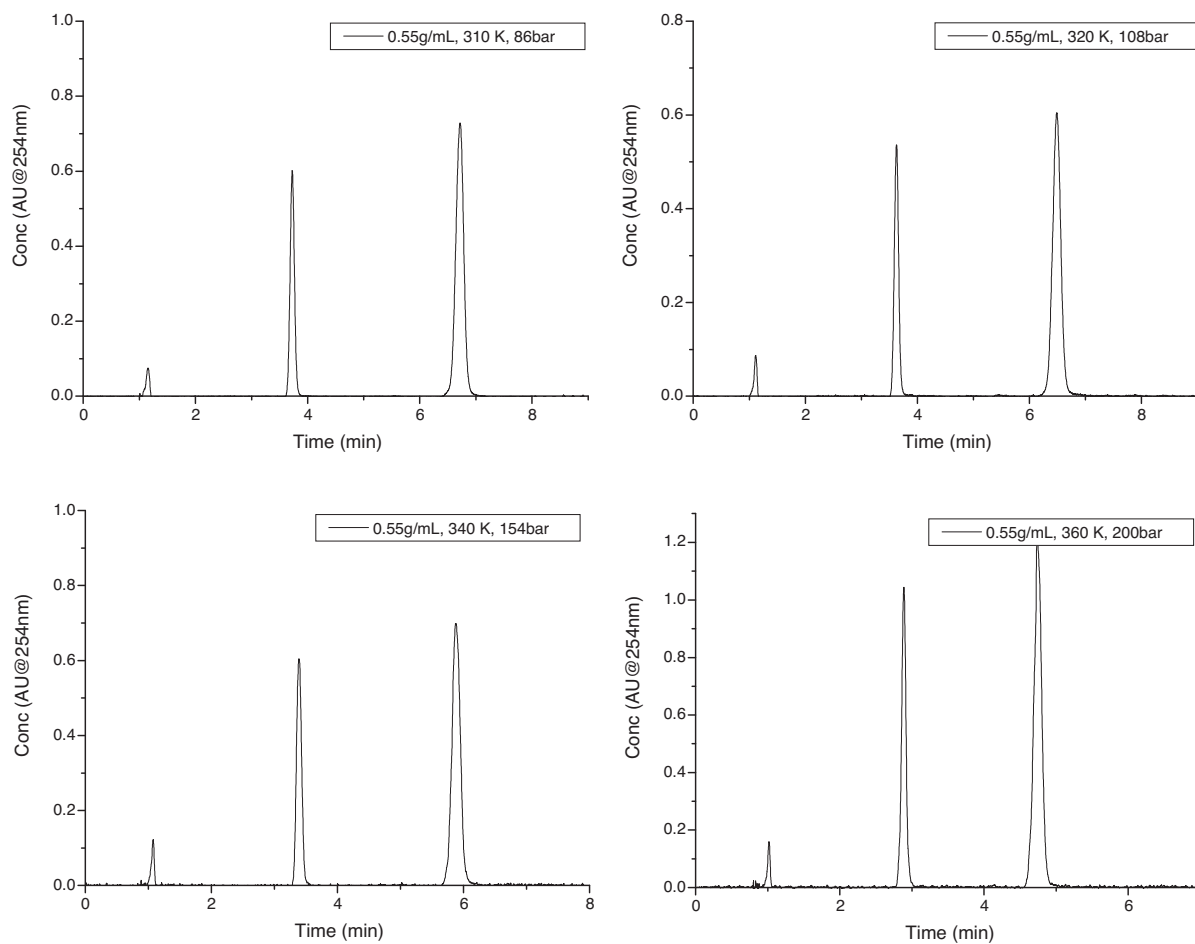 0.55g/mL, 310 K, 86bar
Conc (AU@254nm)
1.0
0.8
0.6
0.4
0.2
0.0
0 2 4 6 8
Time (min)
0.55g/mL, 320 K, 108bar
Conc (AU@254nm)
0.8
0.6
0.4
0.2
0.0
0 2 4 6 8
Time (min)
0.55g/mL, 340 K, 154bar
Conc (AU@254nm)
1.0
0.8
0.6
0.4
0.2
0.0
0 2 4 6 8
Time (min)
0.55g/mL, 360 K, 200bar
Conc (AU@254nm)
1.2
1.0
0.8
0.6
0.4
0.2
0.0
0 2 4 6
Time (min)